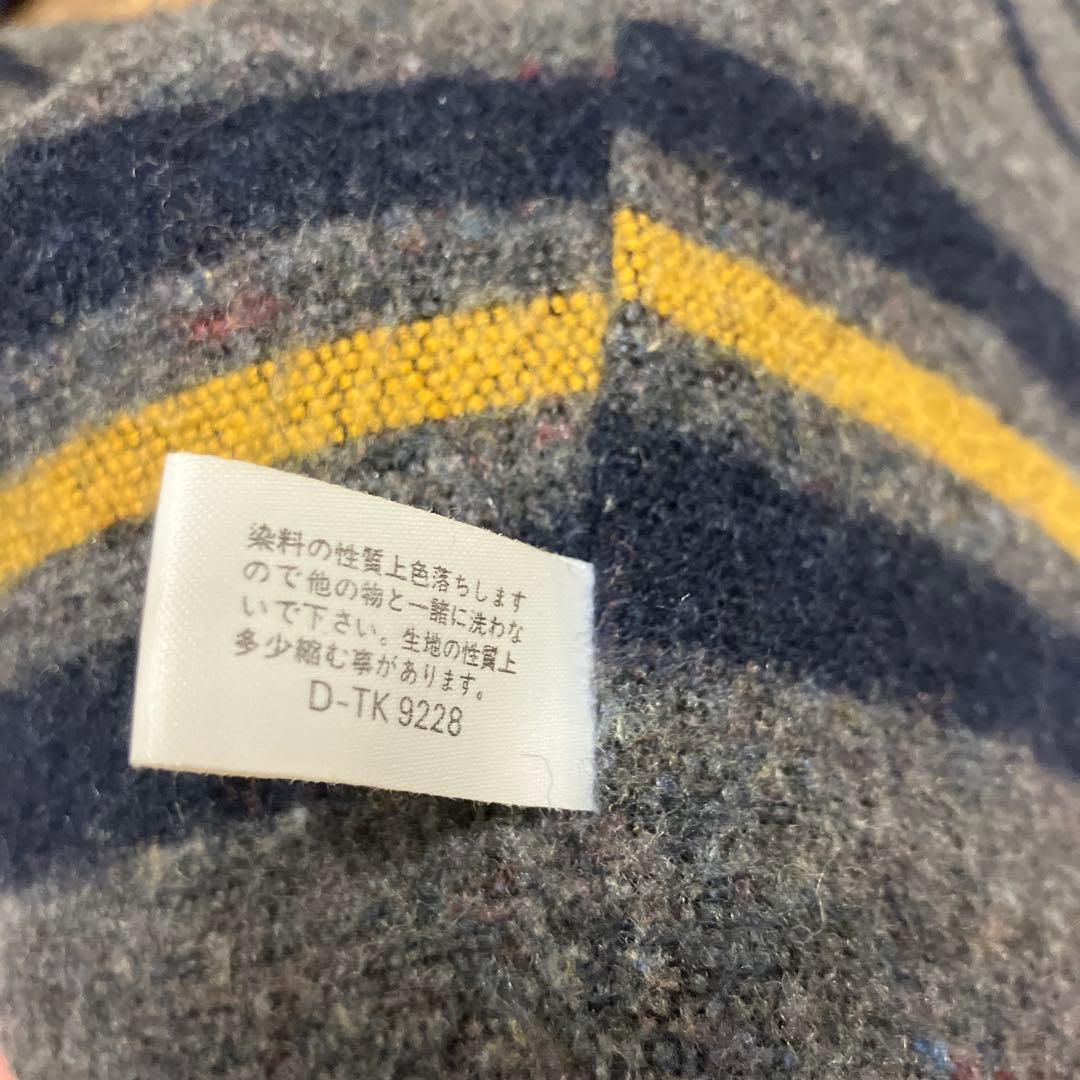 染料の性質上色落ちします
ので他の物と一諸に洗わな
いで下さい。生地の性質上
多少縮む事があります。
D-TK 9228